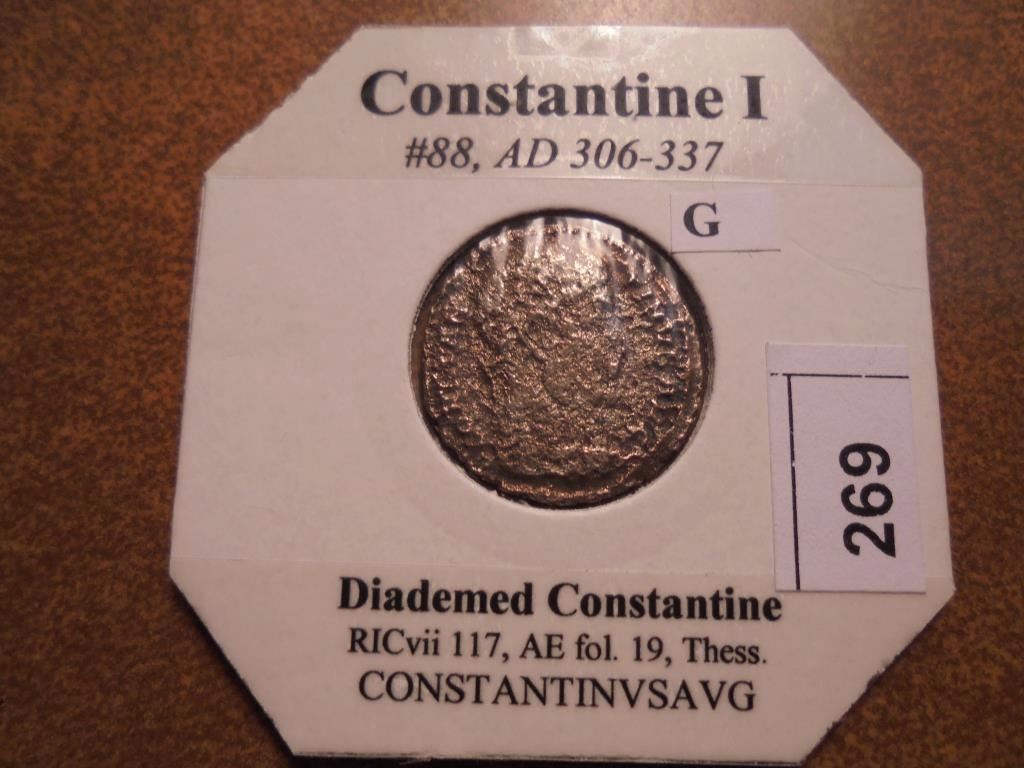 Constantine I
#88, AD 306-337
G
269
Diademed Constantine
RICvii 117, AE fol. 19, Thess.
CONSTANTINVSAVG